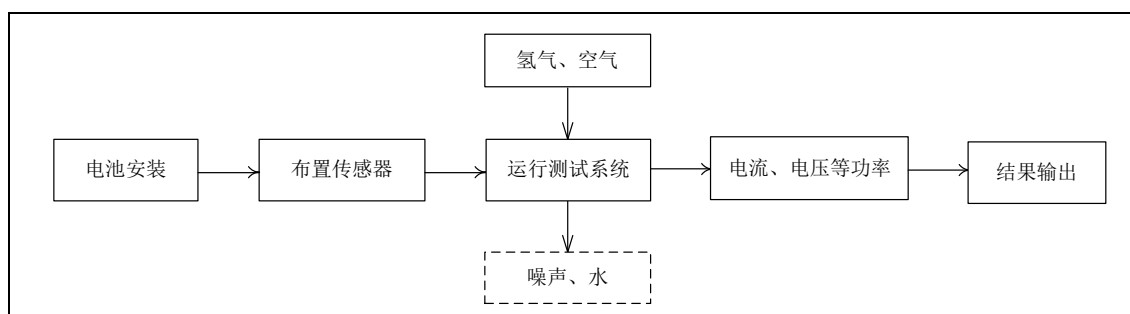 氢气、空气
电池安装
布置传感器
运行测试系统
电流、电压等功率
结果输出
噪声、水